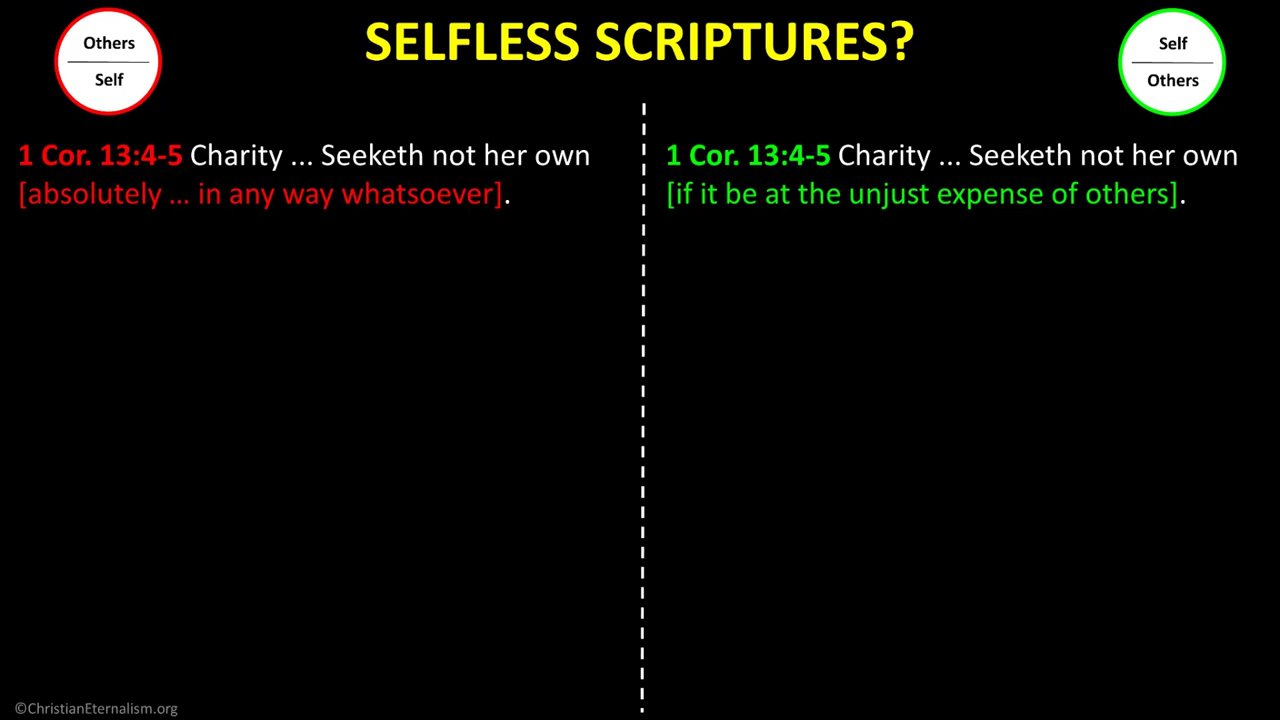 SELFLESS SCRIPTURES?
Others
Self
Self
Others
1 Cor. 13:4-5 Charity ... Seeketh not her own
[absolutely ... in any way whatsoever].
1 Cor. 13:4-5 Charity ... Seeketh not her own
[if it be at the unjust expense of others].
©ChristianEternalism.org